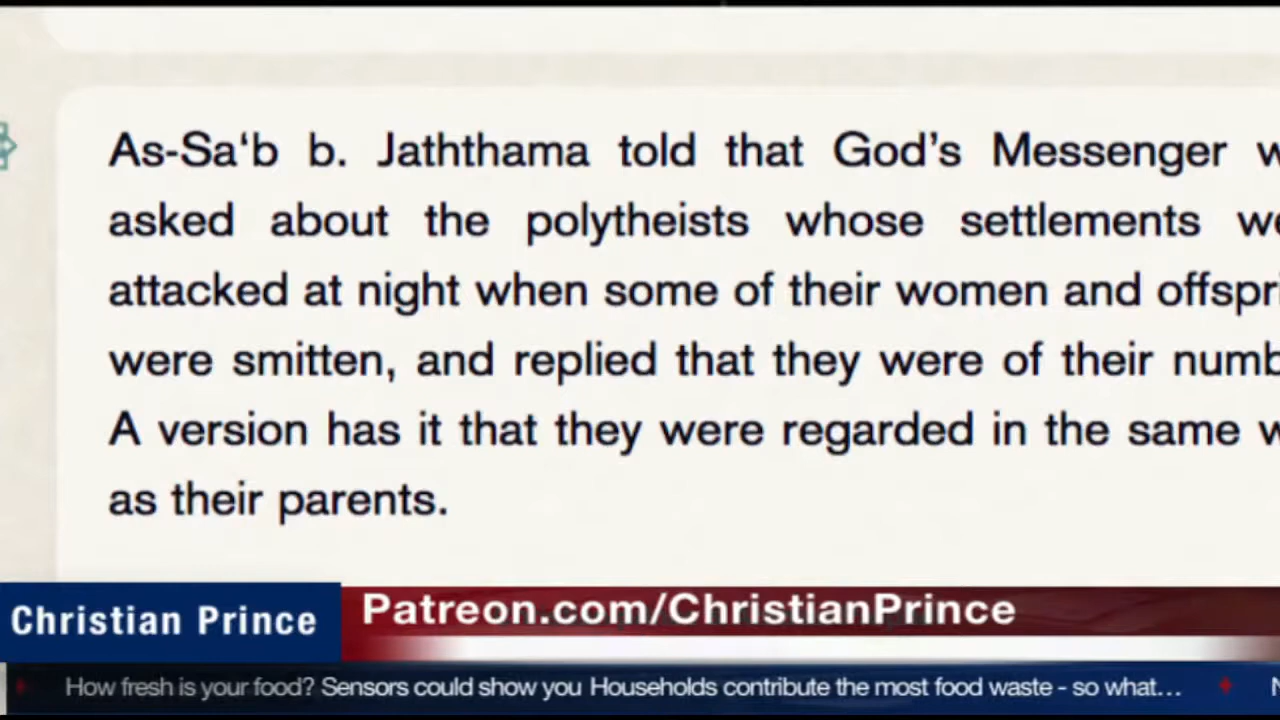 As-Sa‘b b. Jaththama told that God’s Messenger
asked about the polytheists whose settlements
attacked at night when some of their women and
were smitten, and replied that they were of their
A version has it that they were regarded in the same
as their parents.
Christian Prince
Patreon.com/ChristianPrince
How fresh is your food? Sensors could show you Households contribute the most food waste - so what...